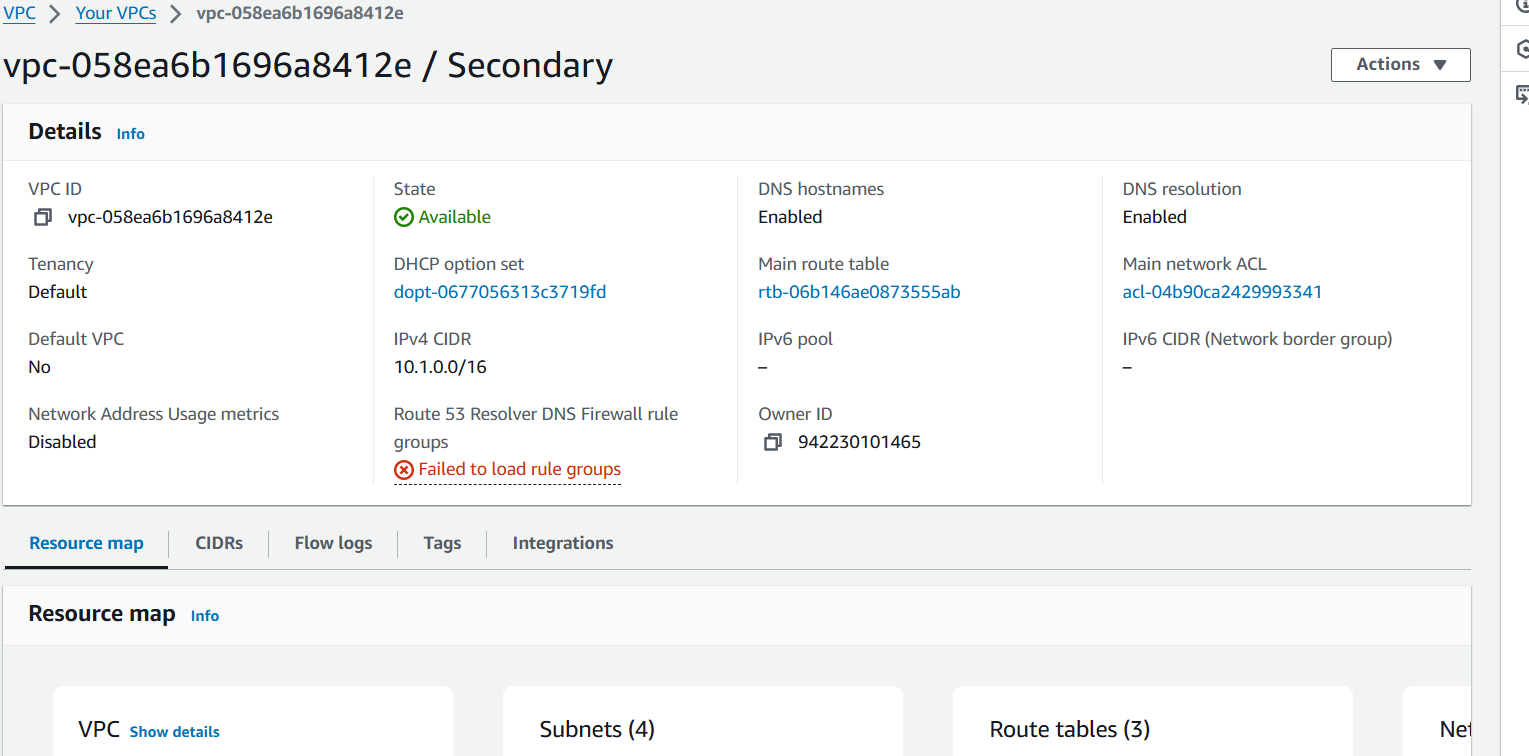 VPC > Your VPCs > vpc-058ea6b1696a8412e
vpc-058ea6b1696a8412e / Secondary
Actions
Details Info
VPC ID
vpc-058ea6b1696a8412e
State
Available
DNS hostnames
Enabled
DNS resolution
Enabled
Tenancy
Default
DHCP option set
dopt-0677056313c3719fd
Main route table
rtb-06b146ae0873555ab
Main network ACL
acl-04b90ca2429993341
Default VPC
No
IPv4 CIDR
10.1.0.0/16
IPv6 pool
–
IPv6 CIDR (Network border group)
–
Network Address Usage metrics
Disabled
Route 53 Resolver DNS Firewall rule
groups
Failed to load rule groups
Owner ID
942230101465
Resource map CIDRs Flow logs Tags Integrations
Resource map Info
VPC Show details
Subnets (4)
Route tables (3)